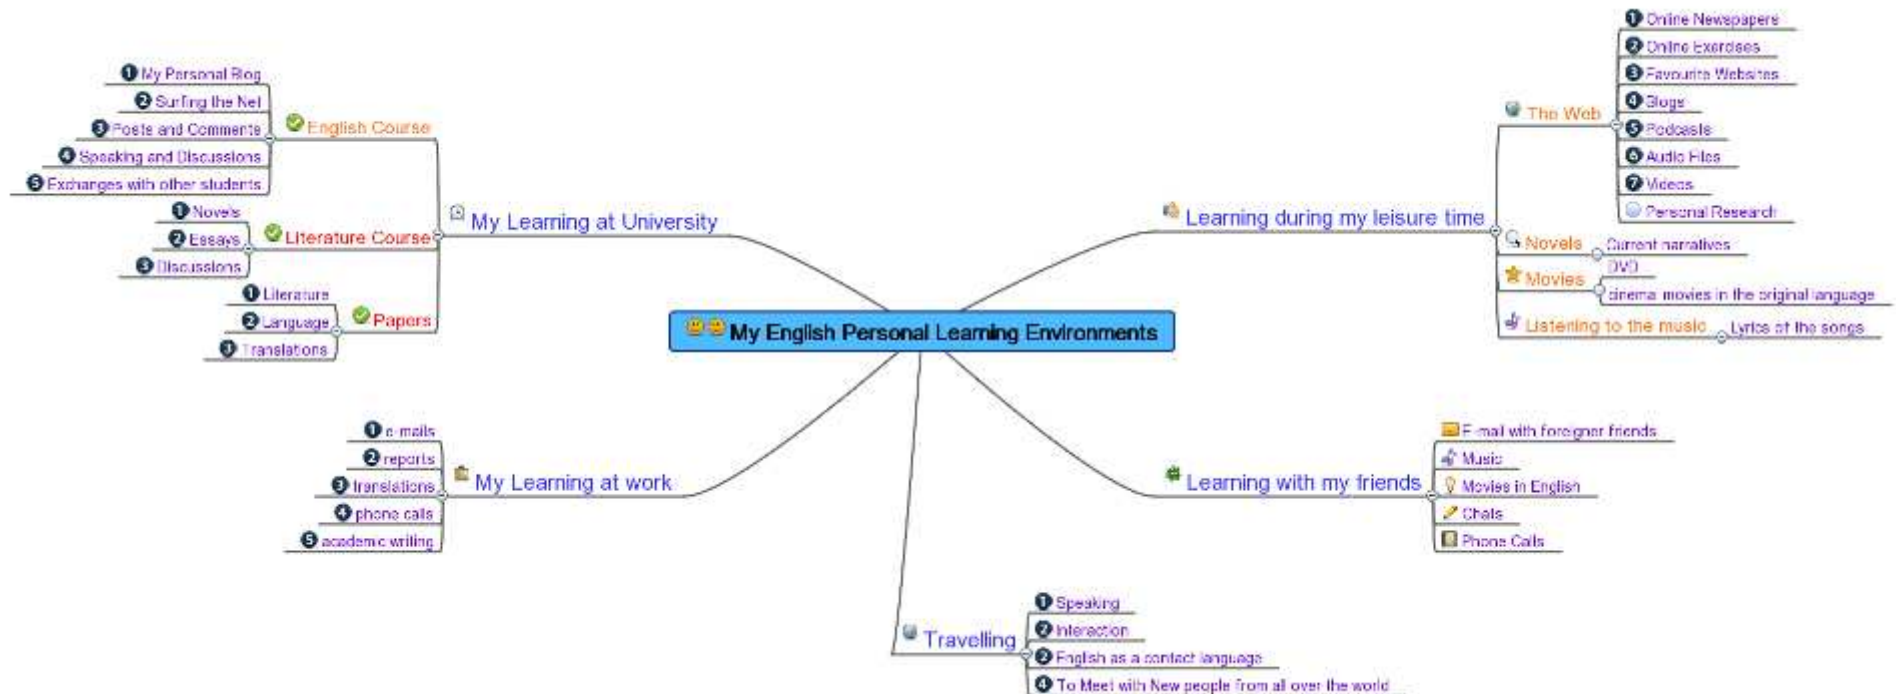 My English Personal Learning Environments
My Learning at University
English Course
1 My Personal Blog
2 Surfing the Net
3 Posts and Comments
4 Speaking and Discussions
5 Exchanges with other students
Literature Course
1 Novels
2 Essays
3 Discussions
Papers
1 Literature
2 Language
3 Translations
My Learning at work
1 e-mails
2 reports
3 translations
4 phone calls
5 academic writing
Learning during my leisure time
The Web
1 Online Newspapers
2 Online Exercises
3 Favourite Websites
4 Blogs
5 Podcasts
6 Audio Files
7 Videos
Personal Research
Novels
Current narratives
Movies
DVD
cinema movies in the original language
Listening to the music
Lyrics of the songs
Learning with my friends
E-mail with foreigner friends
Music
Movies in English
Chats
Phone Calls
Travelling
1 Speaking
2 Interaction
2 English as a contact language
4 To Meet with New people from all over the world